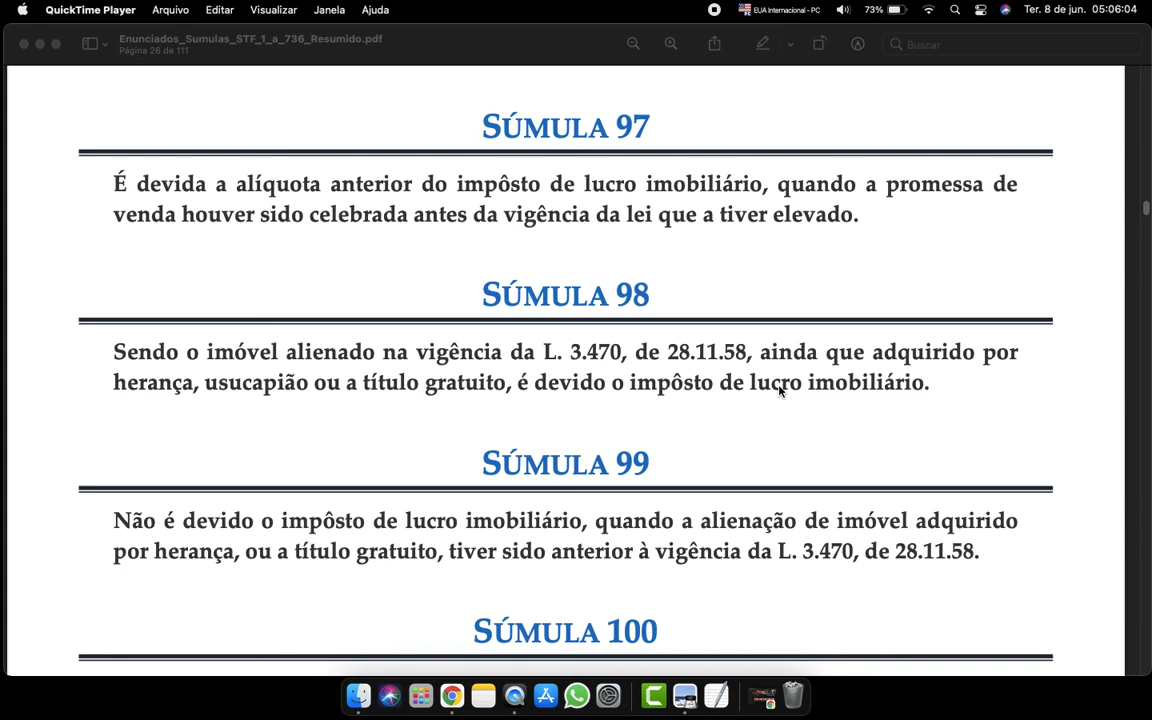 QuickTime Player Arquivo Editar Visualizar Janela Ajuda EUA Internacional - PC 73% Ter. 8 de jun. 05:06:04
Enunciados_Sumulas_STF_1_a_736_Resumido.pdf
Página 26 de 111
Buscar
SÚMULA 97
É devida a alíquota anterior do impôsto de lucro imobiliário, quando a promessa de
venda houver sido celebrada antes da vigência da lei que a tiver elevado.
SÚMULA 98
Sendo o imóvel alienado na vigência da L. 3.470, de 28.11.58, ainda que adquirido por
herança, usucapião ou a título gratuito, é devido o impôsto de lucro imobiliário.
SÚMULA 99
Não é devido o impôsto de lucro imobiliário, quando a alienação de imóvel adquirido
por herança, ou a título gratuito, tiver sido anterior à vigência da L. 3.470, de 28.11.58.
SÚMULA 100